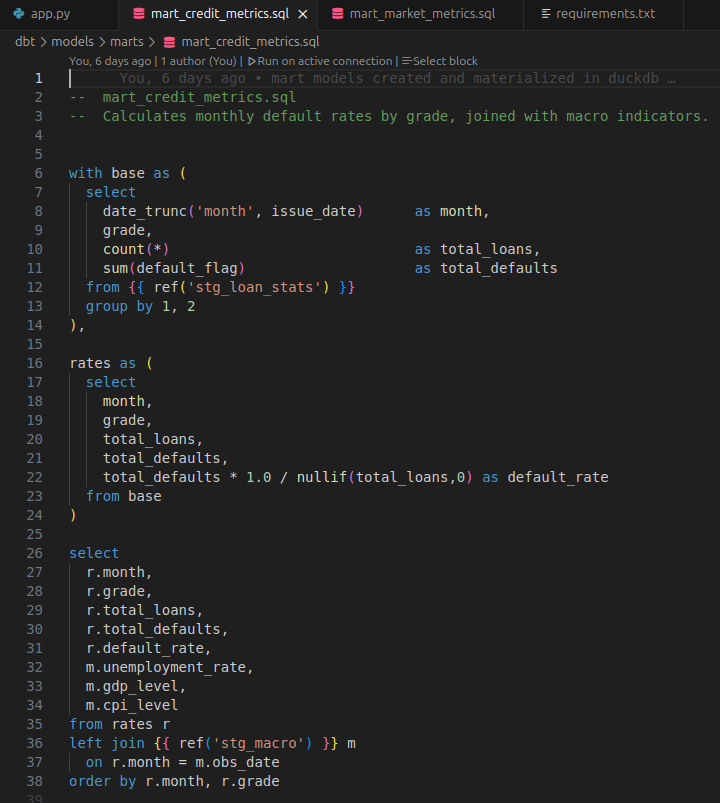 app.py mart_credit_metrics.sql × mart_market_metrics.sql requirements.txt
dbt > models > marts > mart_credit_metrics.sql
You, 6 days ago | 1 author (You) | Run on active connection | Select block
1 You, 6 days ago • mart models created and materialized in duckdb …
2 -- mart_credit_metrics.sql
3 -- Calculates monthly default rates by grade, joined with macro indicators.
4
5
6 with base as (
7 select
8 date_trunc('month', issue_date) as month,
9 grade,
10 count(*) as total_loans,
11 sum(default_flag) as total_defaults
12 from {{ ref('stg_loan_stats') }}
13 group by 1, 2
14 ),
15
16 rates as (
17 select
18 month,
19 grade,
20 total_loans,
21 total_defaults,
22 total_defaults * 1.0 / nullif(total_loans,0) as default_rate
23 from base
24 )
25
26 select
27 r.month,
28 r.grade,
29 r.total_loans,
30 r.total_defaults,
31 r.default_rate,
32 m.unemployment_rate,
33 m.gdp_level,
34 m.cpi_level
35 from rates r
36 left join {{ ref('stg_macro') }} m
37 on r.month = m.obs_date
38 order by r.month, r.grade
39